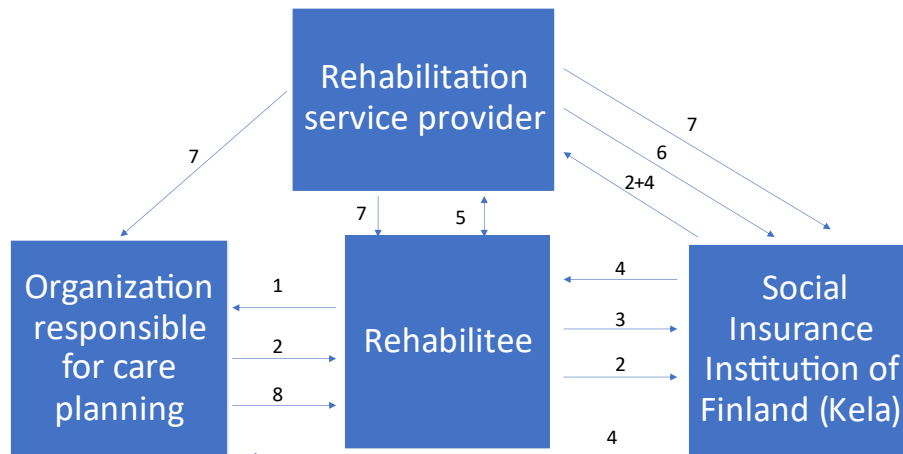 Rehabilitation
service provider
7
7
6
2+4
7
5
Organization
responsible
for care
planning
1
2
8
Rehabilitee
4
3
2
4
Social
Insurance
Institution of
Finland (Kela)